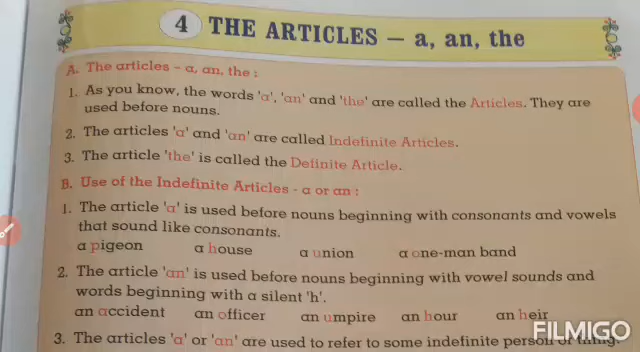 4 THE ARTICLES – a, an, the
A. The articles – a, an, the :
1. As you know, the words 'a', 'an' and 'the' are called the Articles. They are
used before nouns.
2. The articles 'a' and 'an' are called Indefinite Articles.
3. The article 'the' is called the Definite Article.
B. Use of the Indefinite Articles - a or an :
1. The article 'a' is used before nouns beginning with consonants and vowels
that sound like consonants.
a pigeon a house a union a one-man band
2. The article 'an' is used before nouns beginning with vowel sounds and
words beginning with a silent 'h'.
an accident an officer an umpire an hour an heir
3. The articles 'a' or 'an' are used to refer to some indefinite person or thing.
FILMIGO